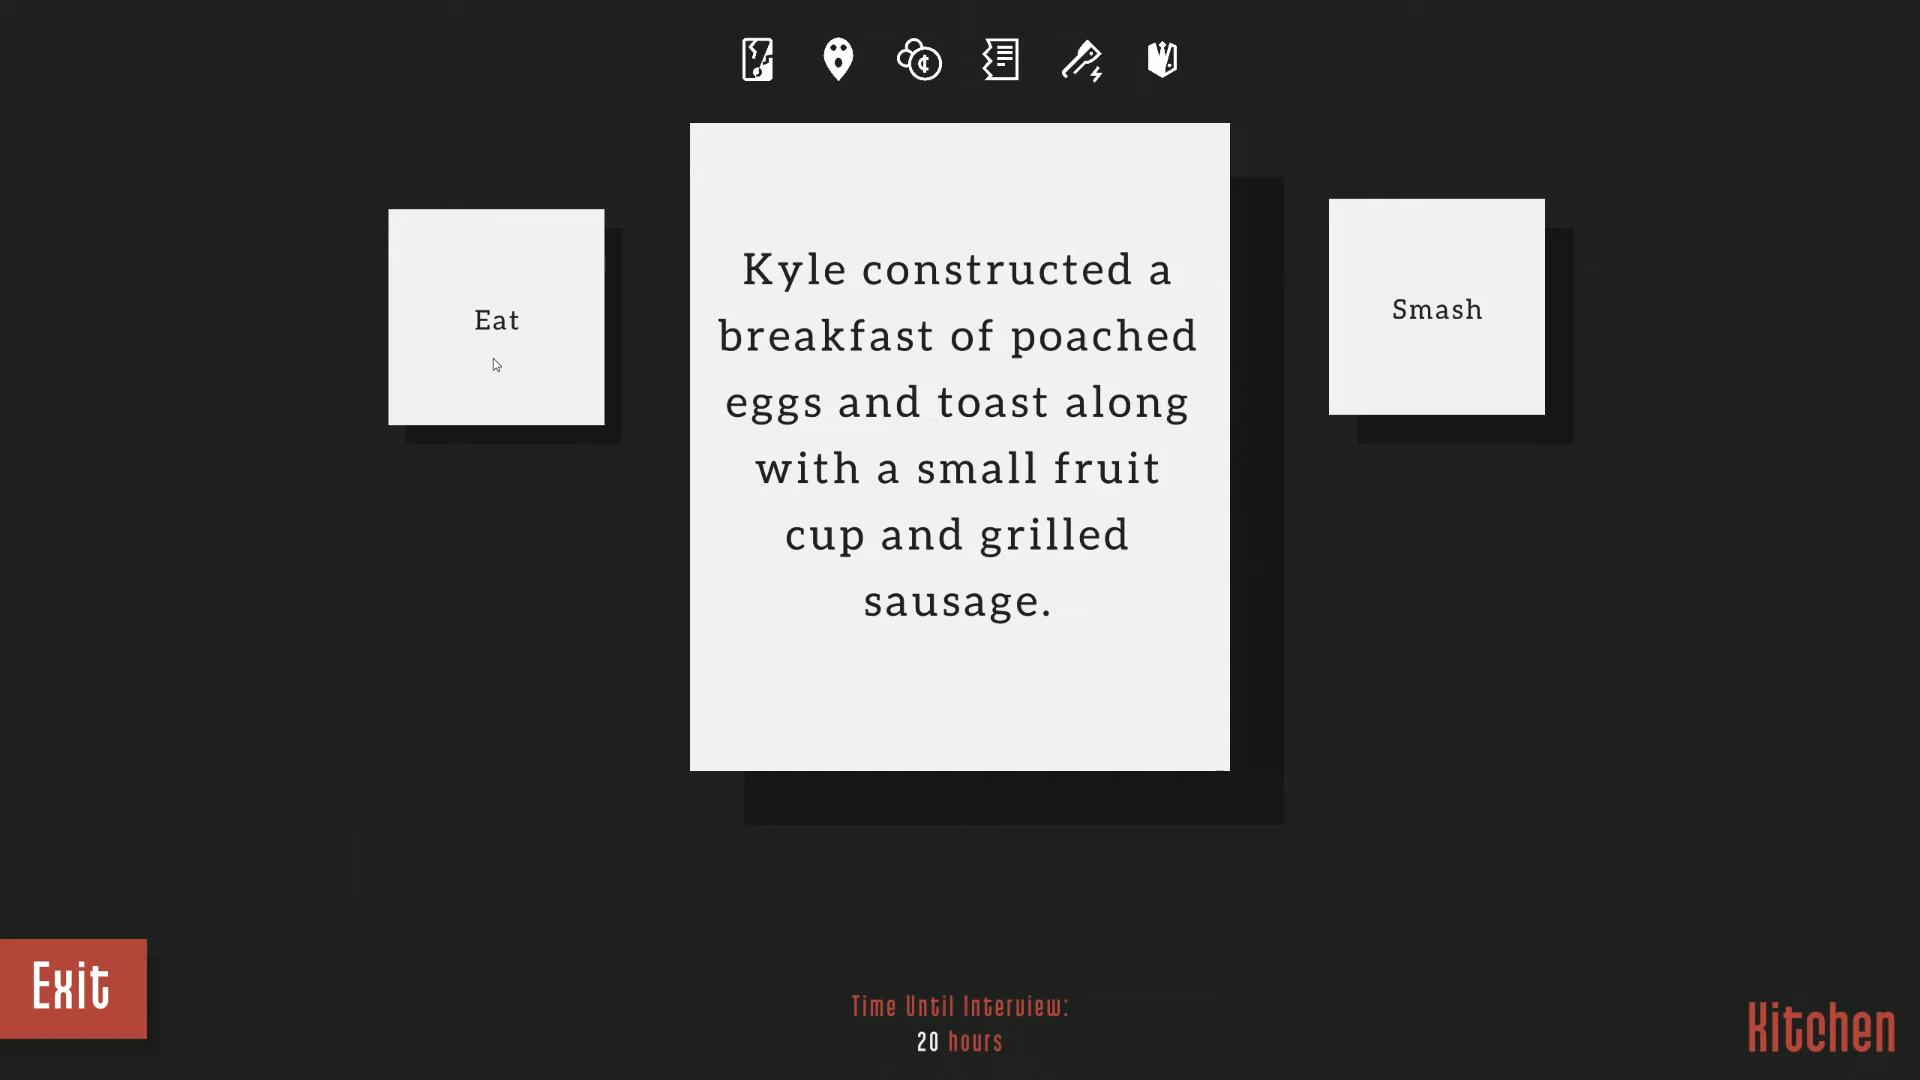 Eat
Kyle constructed a
breakfast of poached
eggs and toast along
with a small fruit
cup and grilled
sausage.
Smash
Exit
Time Until Interview:
20 hours
Kitchen